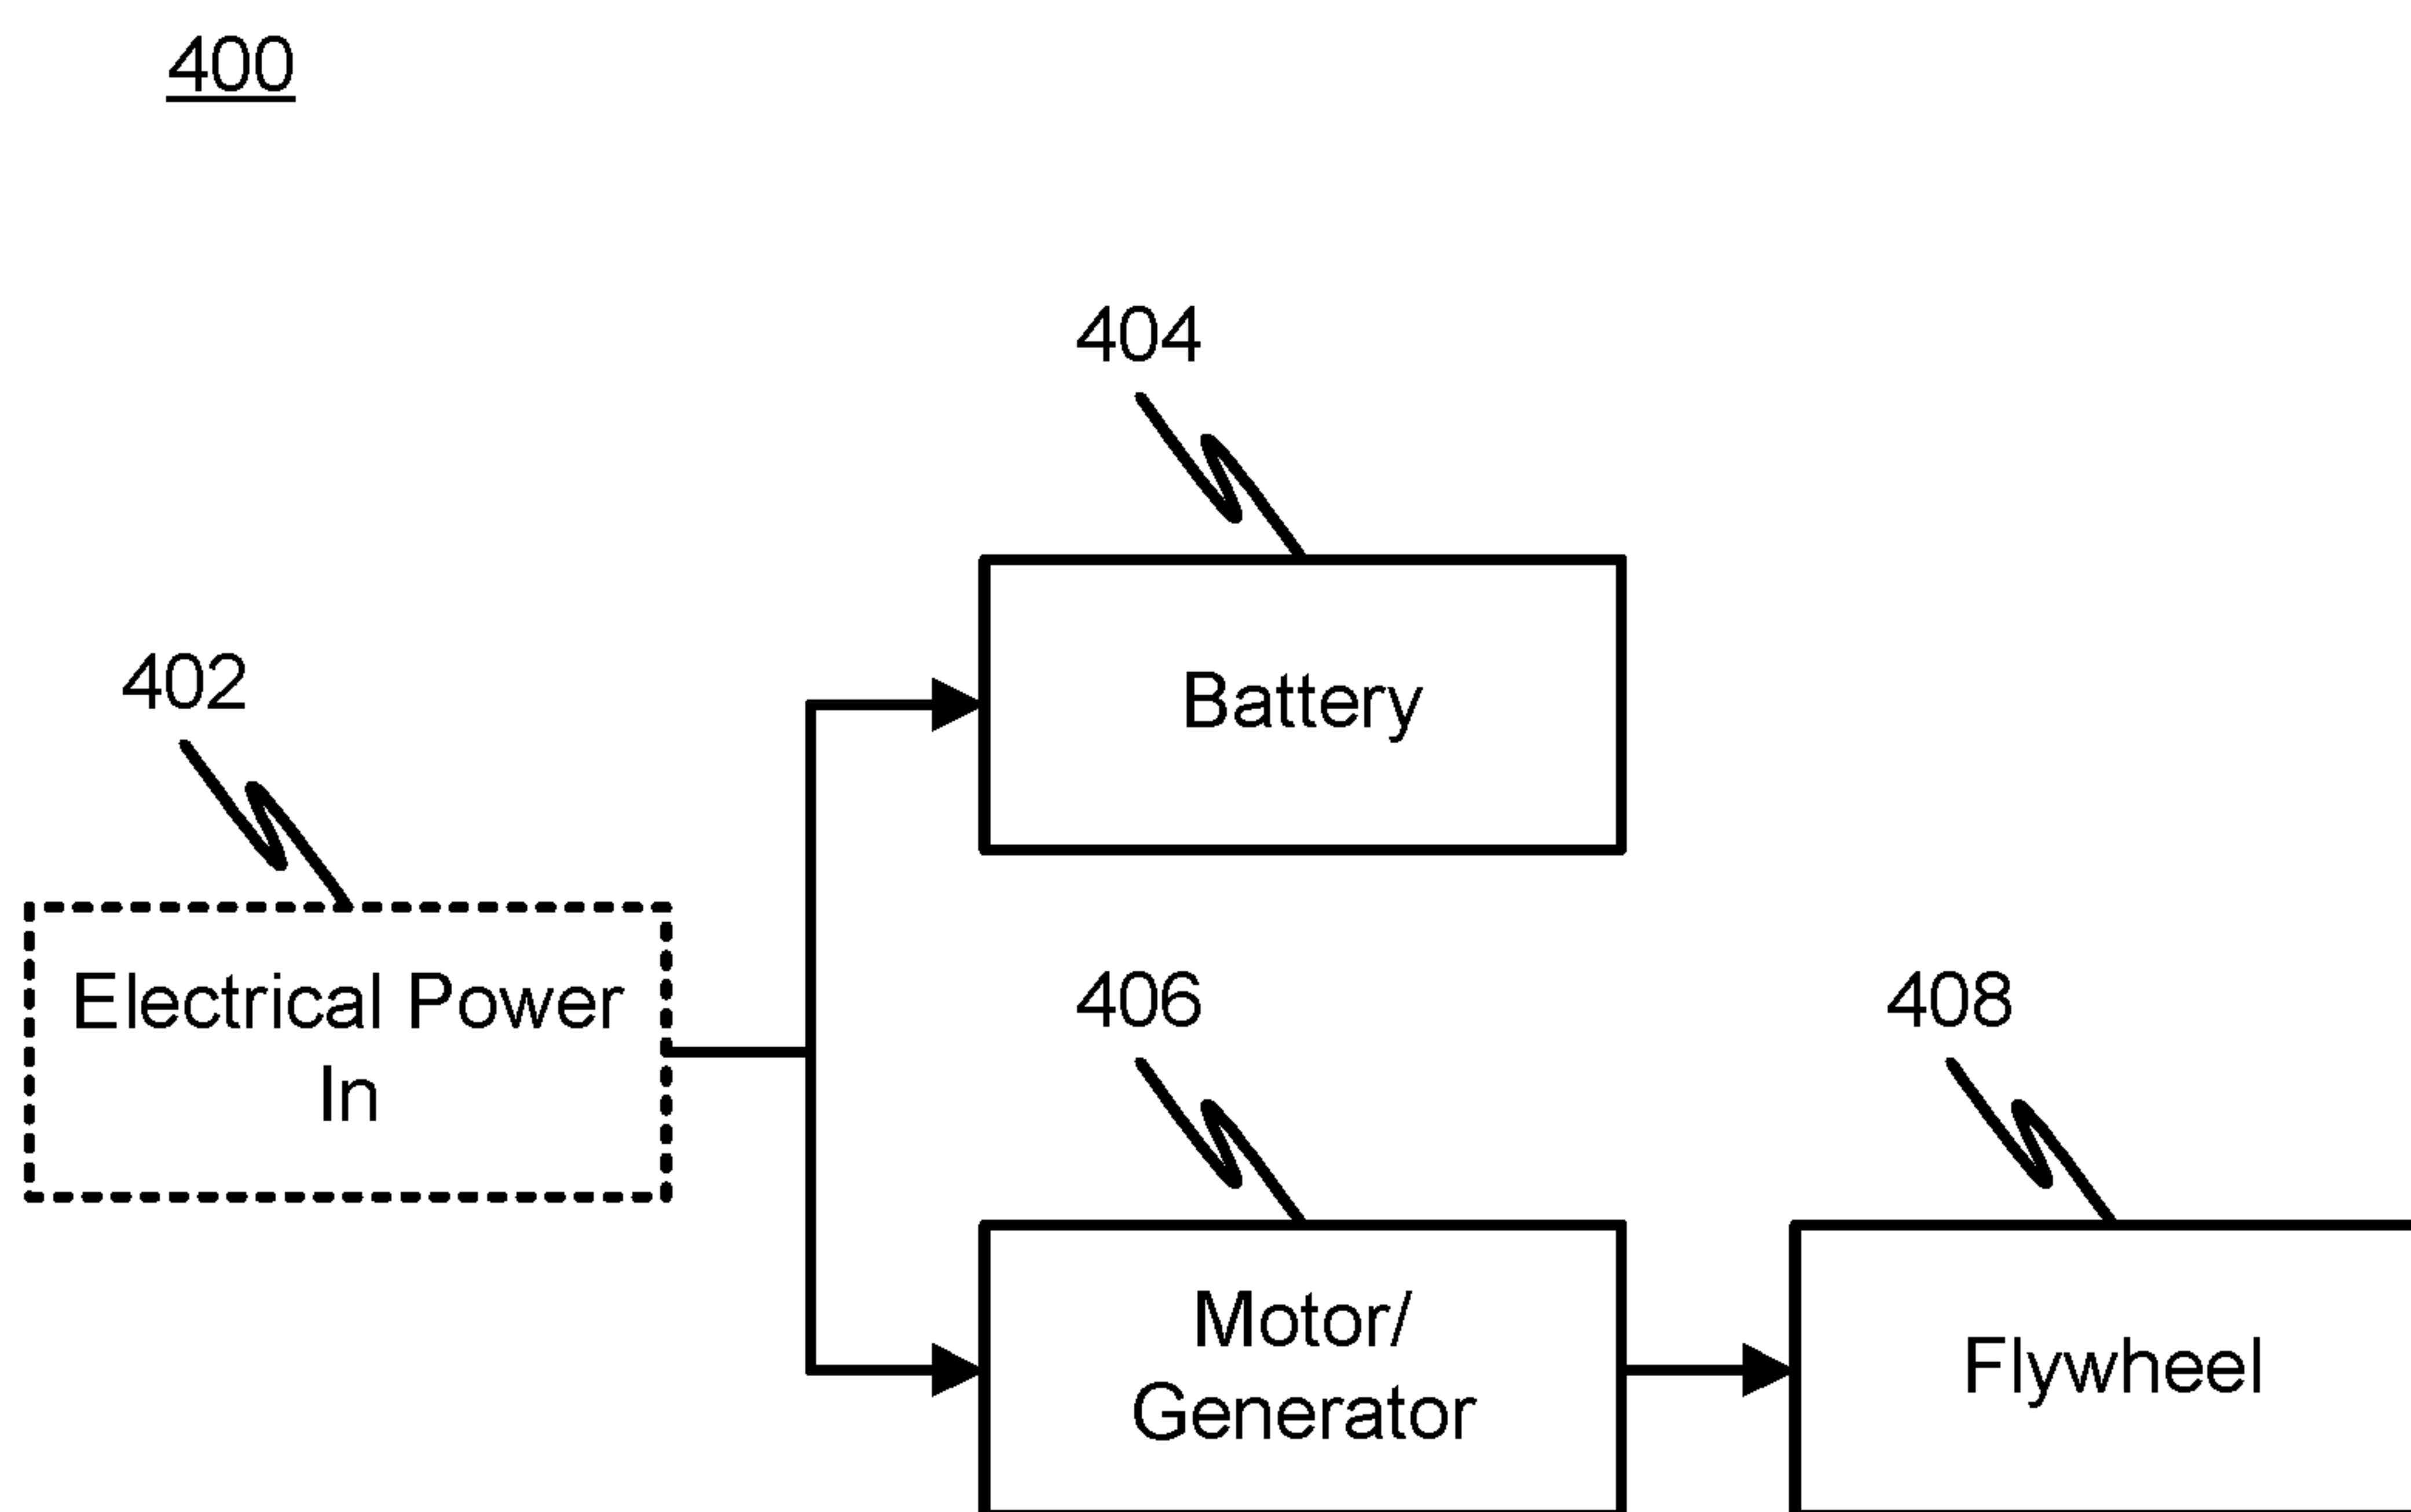 400
404
Battery
402
Electrical Power
In
406
408
Motor/
Generator
Flywheel